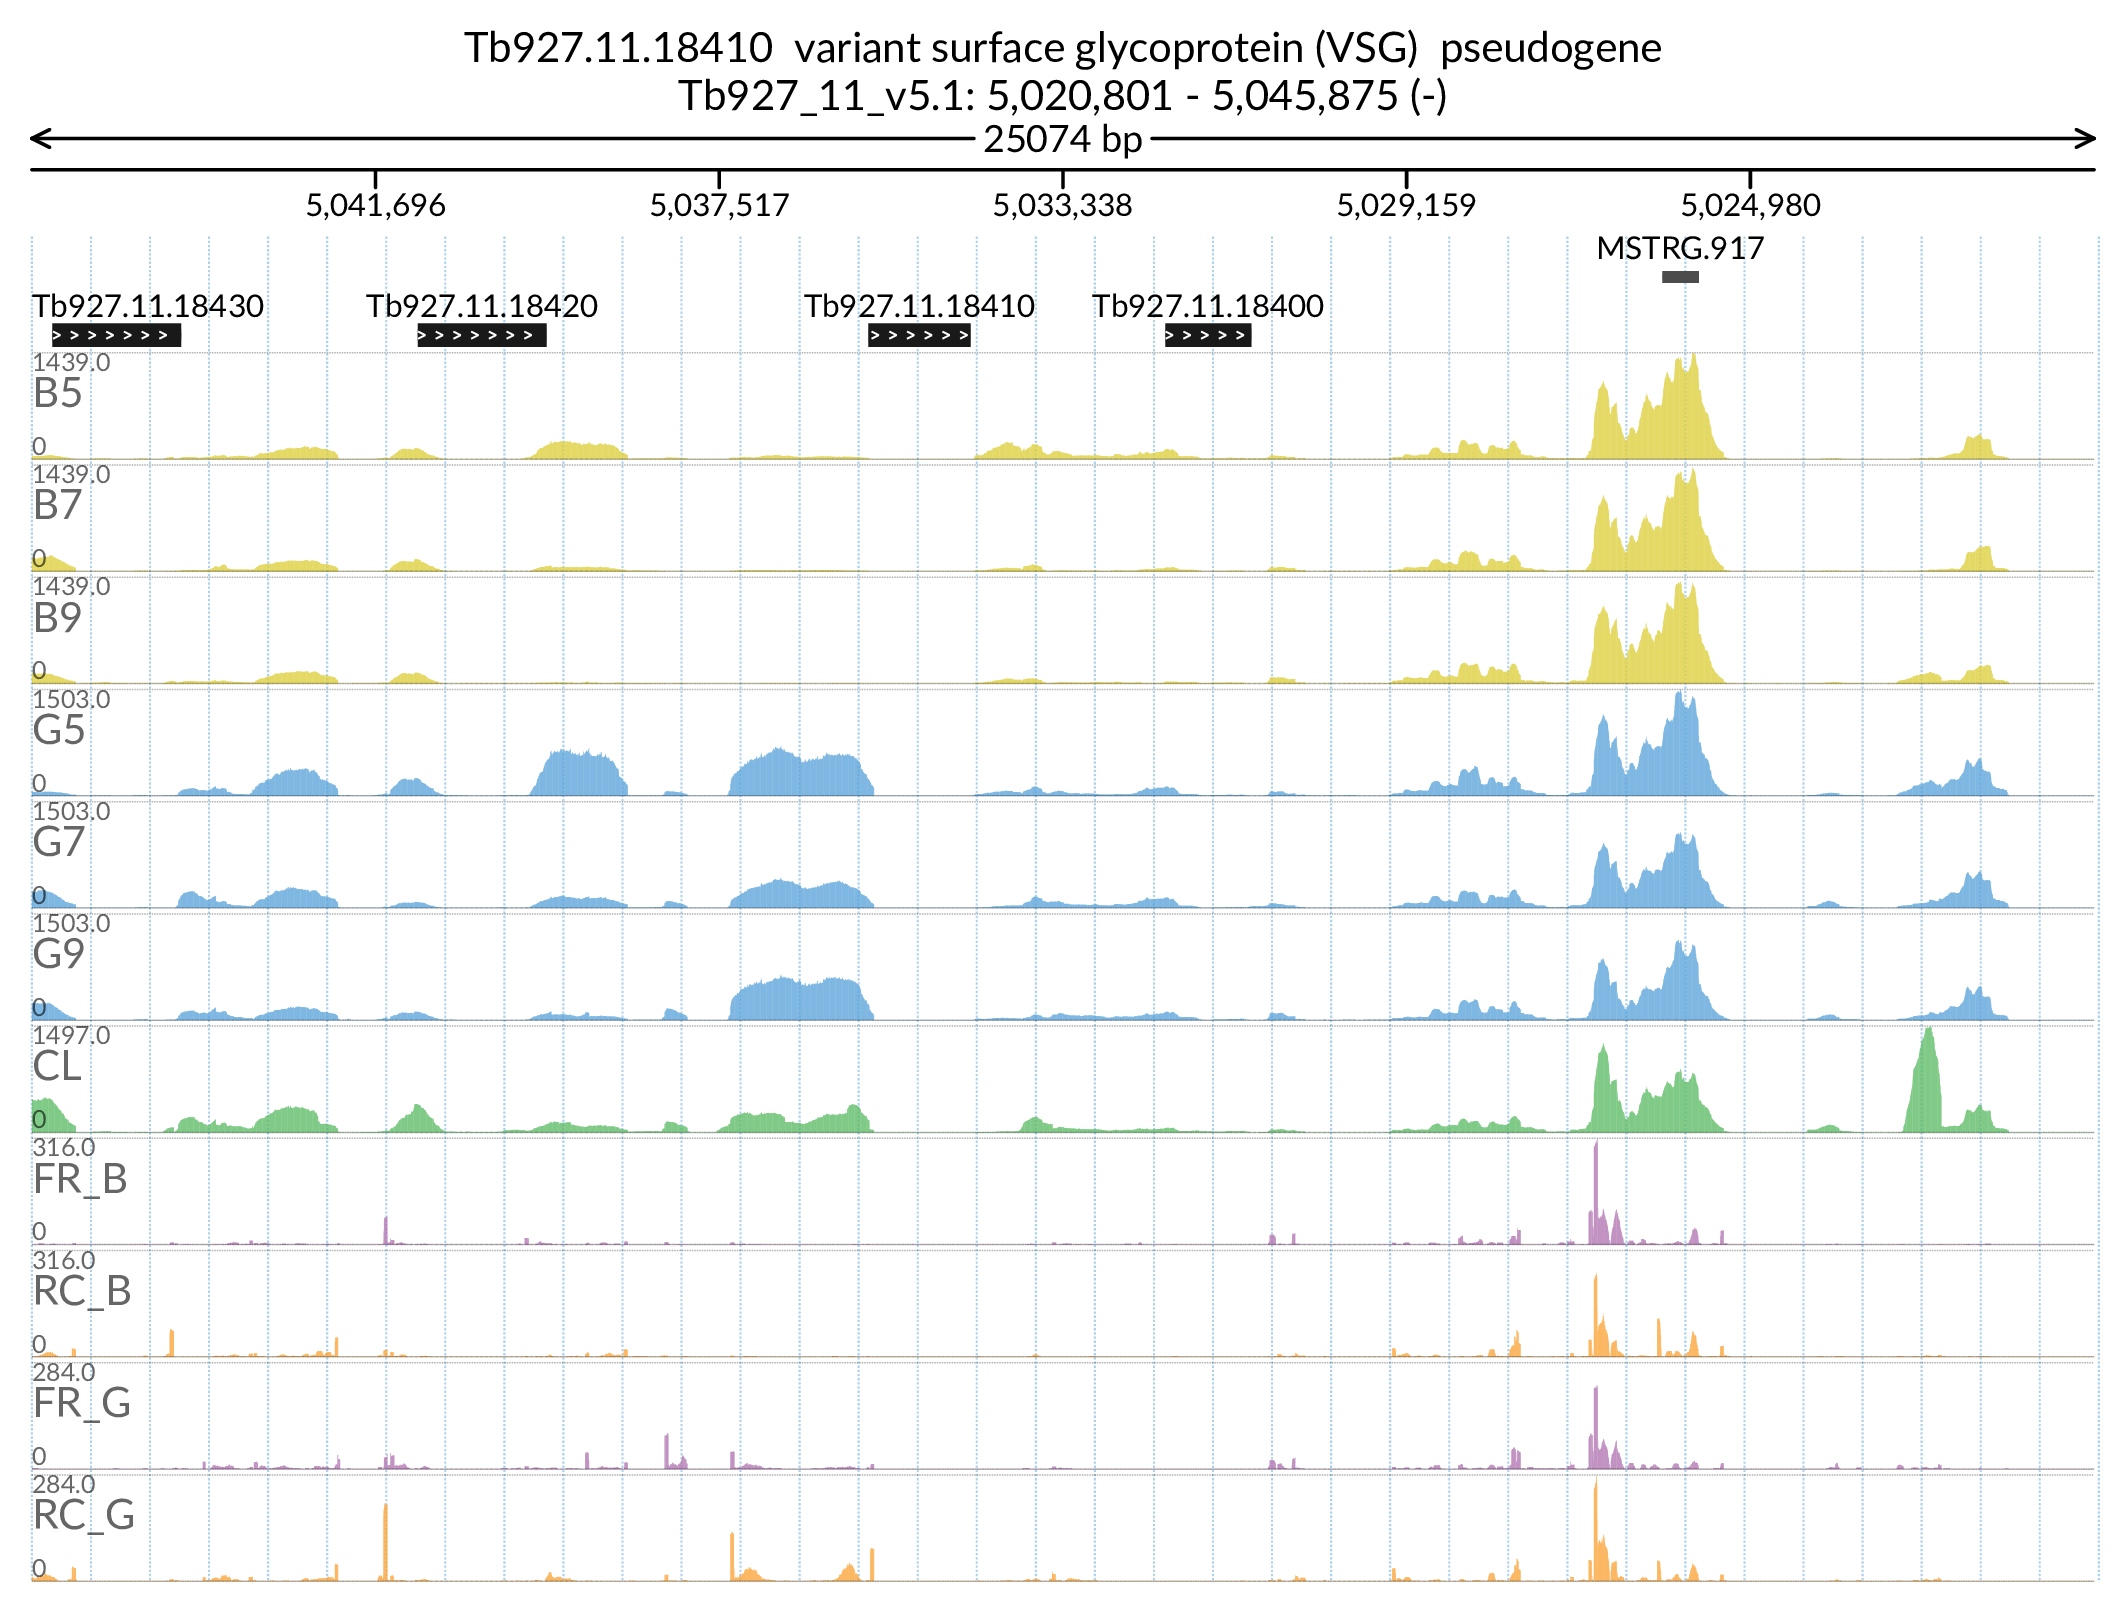 Tb927.11.18410  variant surface glycoprotein (VSG)  pseudogene
Tb927_11_v5.1: 5,020,801 - 5,045,875 (-)
25074 bp
5,041,696 5,037,517 5,033,338 5,029,159 5,024,980
MSTRG.917
Tb927.11.18430 Tb927.11.18420 Tb927.11.18410 Tb927.11.18400
1439.0
B5
0
1439.0
B7
0
1439.0
B9
0
1503.0
G5
0
1503.0
G7
0
1503.0
G9
0
1497.0
CL
0
316.0
FR_B
0
316.0
RC_B
0
284.0
FR_G
0
284.0
RC_G
0